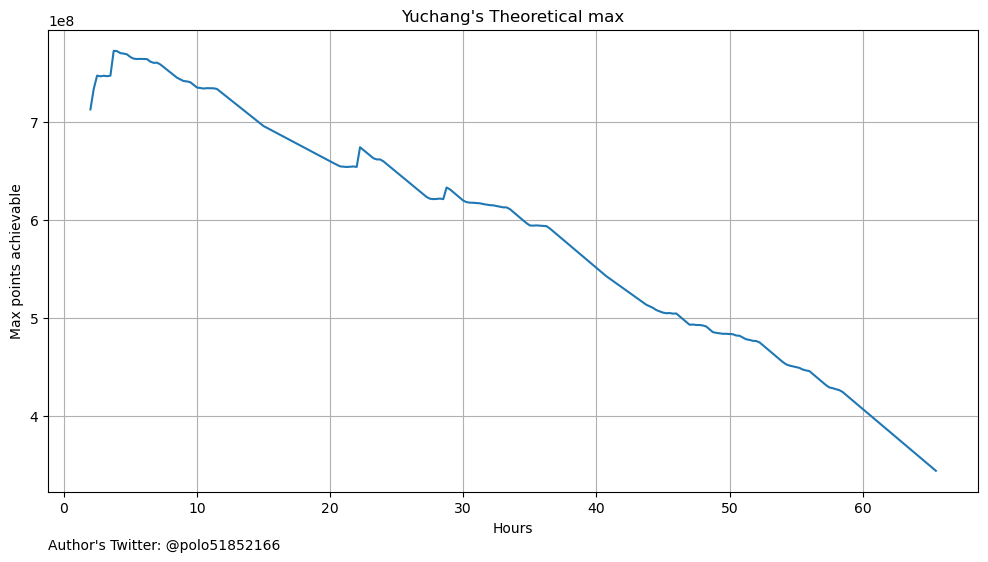 Yuchang's Theoretical max
1e8
7
6
5
4
Max points achievable
0 10 20 30 40 50 60
Hours
Author's Twitter: @polo51852166